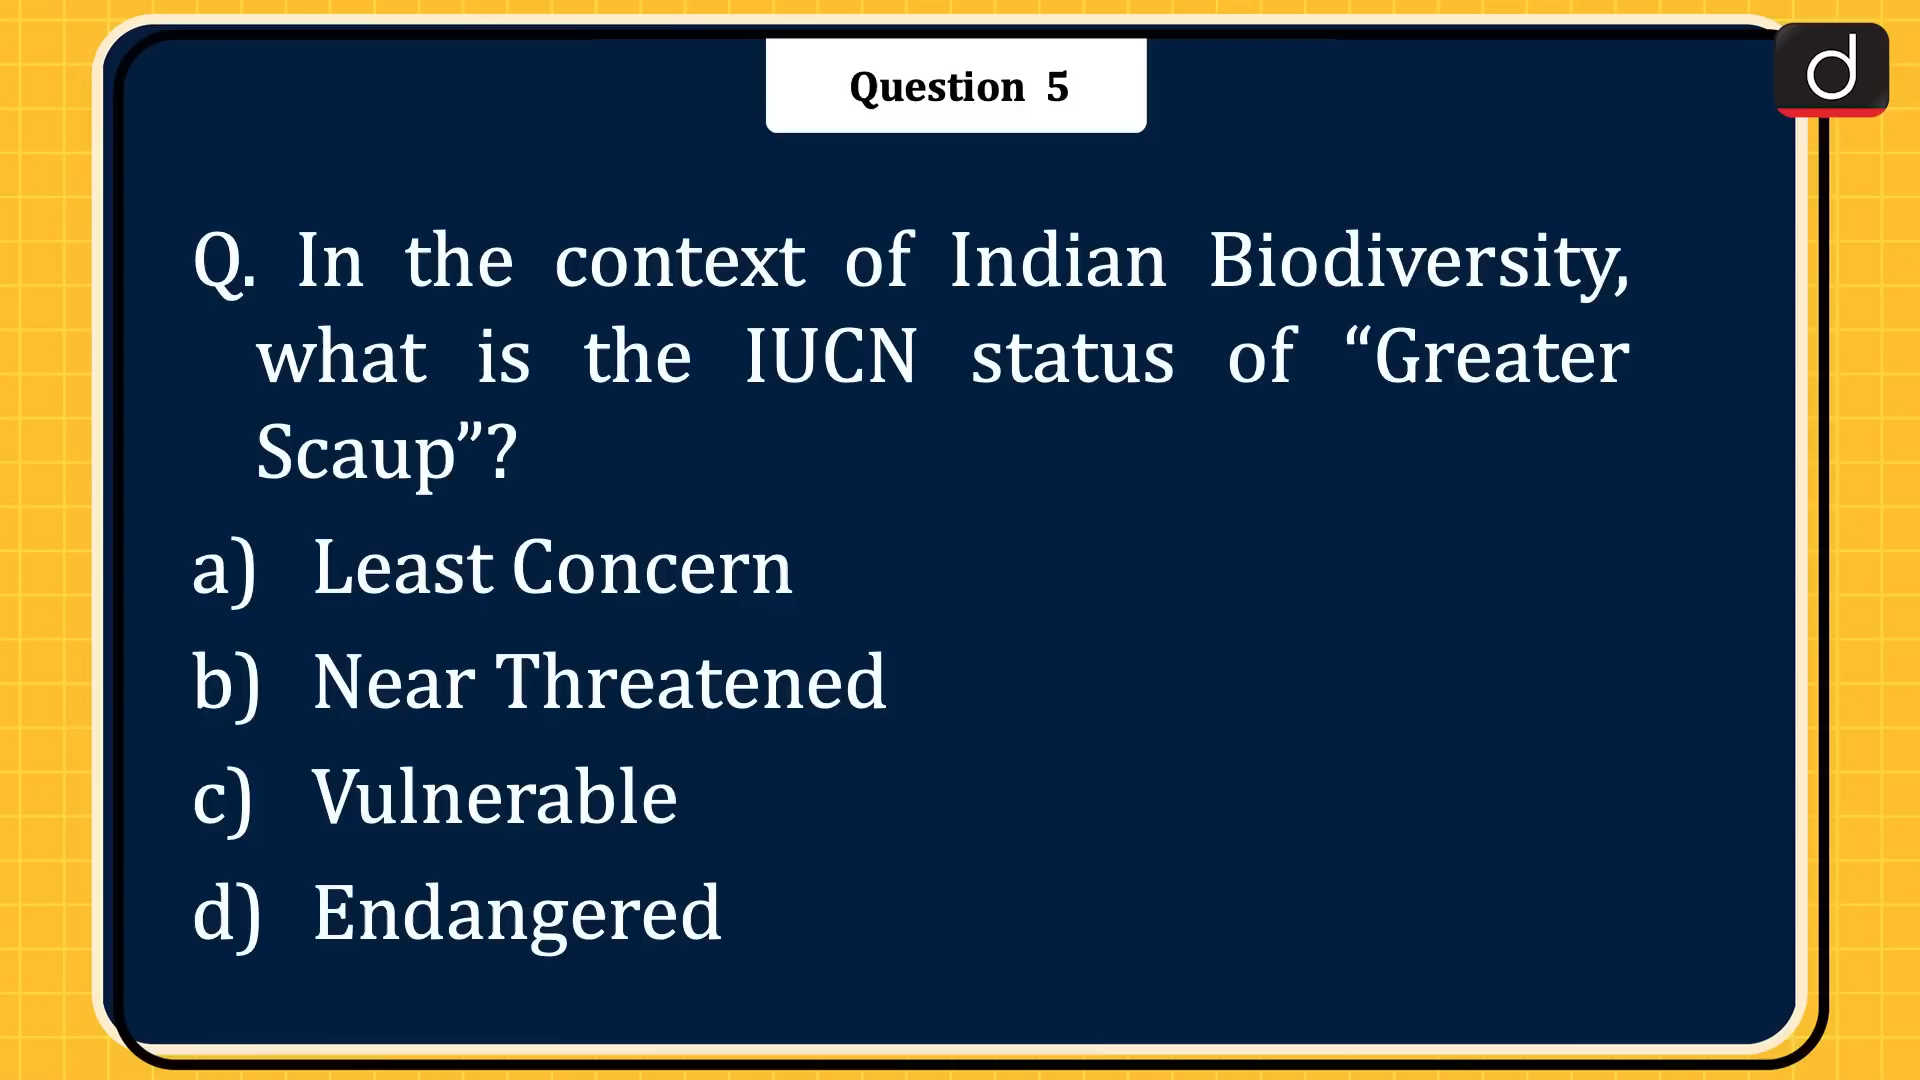 Question 5
d
Q. In the context of Indian Biodiversity,
what is the IUCN status of “Greater
Scaup”?
a) Least Concern
b) Near Threatened
c) Vulnerable
d) Endangered